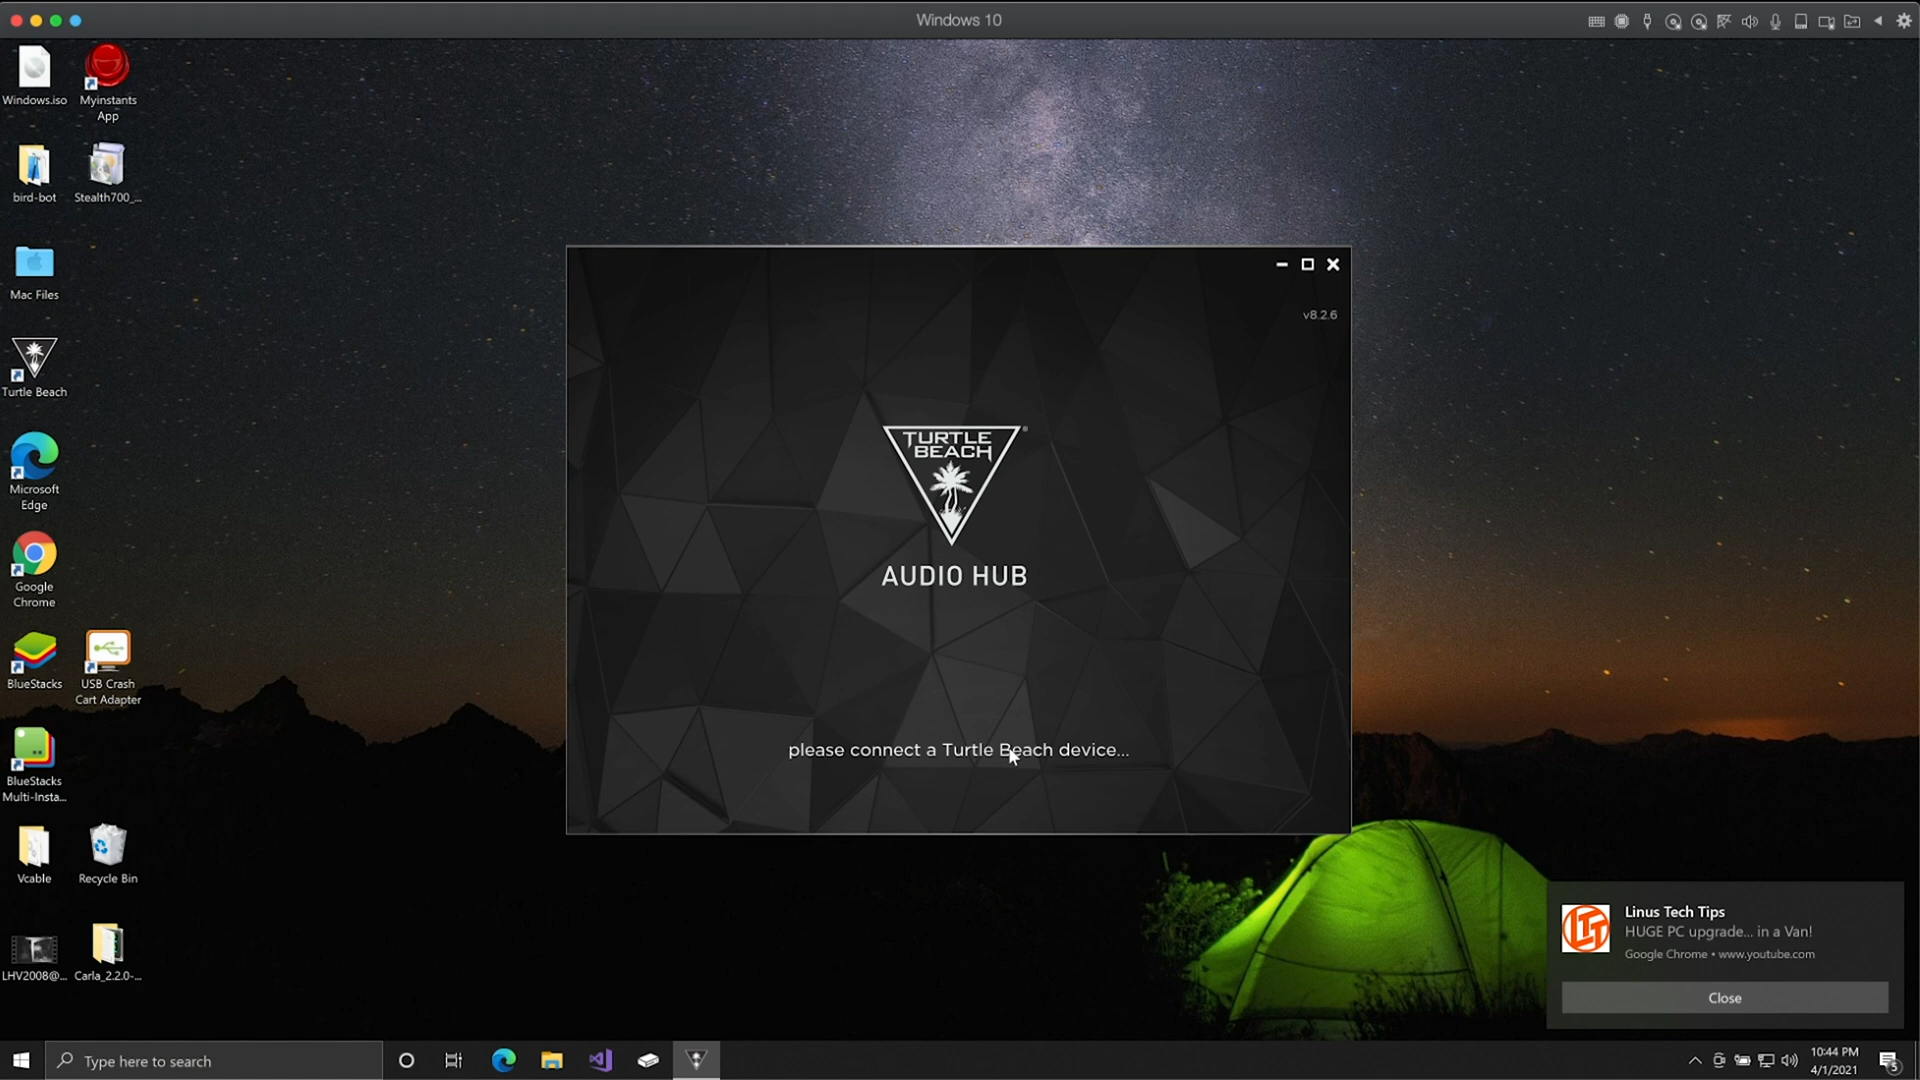 Windows 10
Windows.iso
Myinstants
App
bird-bot
Stealth700_...
Mac Files
Turtle Beach
Microsoft
Edge
Google
Chrome
BlueStacks
USB Crash
Cart Adapter
BlueStacks
Multi-Insta...
Vcable
Recycle Bin
LHV2008@...
Carla_2.2.0-...
v8.2.6
TURTLE
BEACH
®
AUDIO HUB
please connect a Turtle Beach device...
LTT
Linus Tech Tips
HUGE PC upgrade... in a Van!
Google Chrome • www.youtube.com
Close
Type here to search
10:44 PM
4/1/2021
5